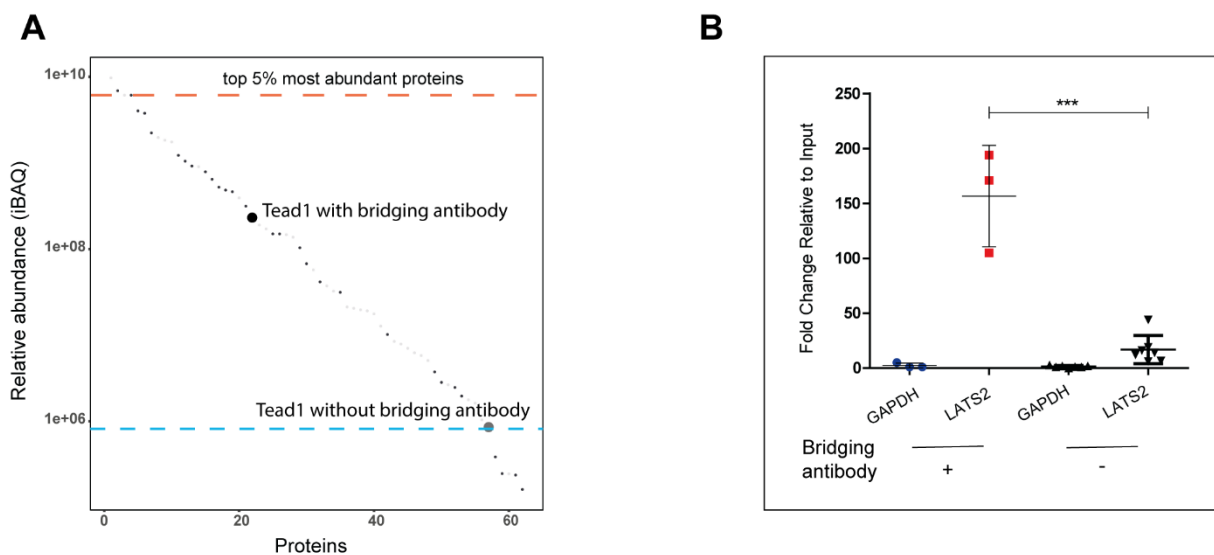 A
Relative abundance (iBAQ)
1e+10
1e+08
1e+06
top 5% most abundant proteins
Tead1 with bridging antibody
Tead1 without bridging antibody
0
20
40
60
Proteins
B
Fold Change Relative to Input
250
200
150
100
50
0
***
GAPDH
LATS2
GAPDH
LATS2
Bridging
antibody
+
-